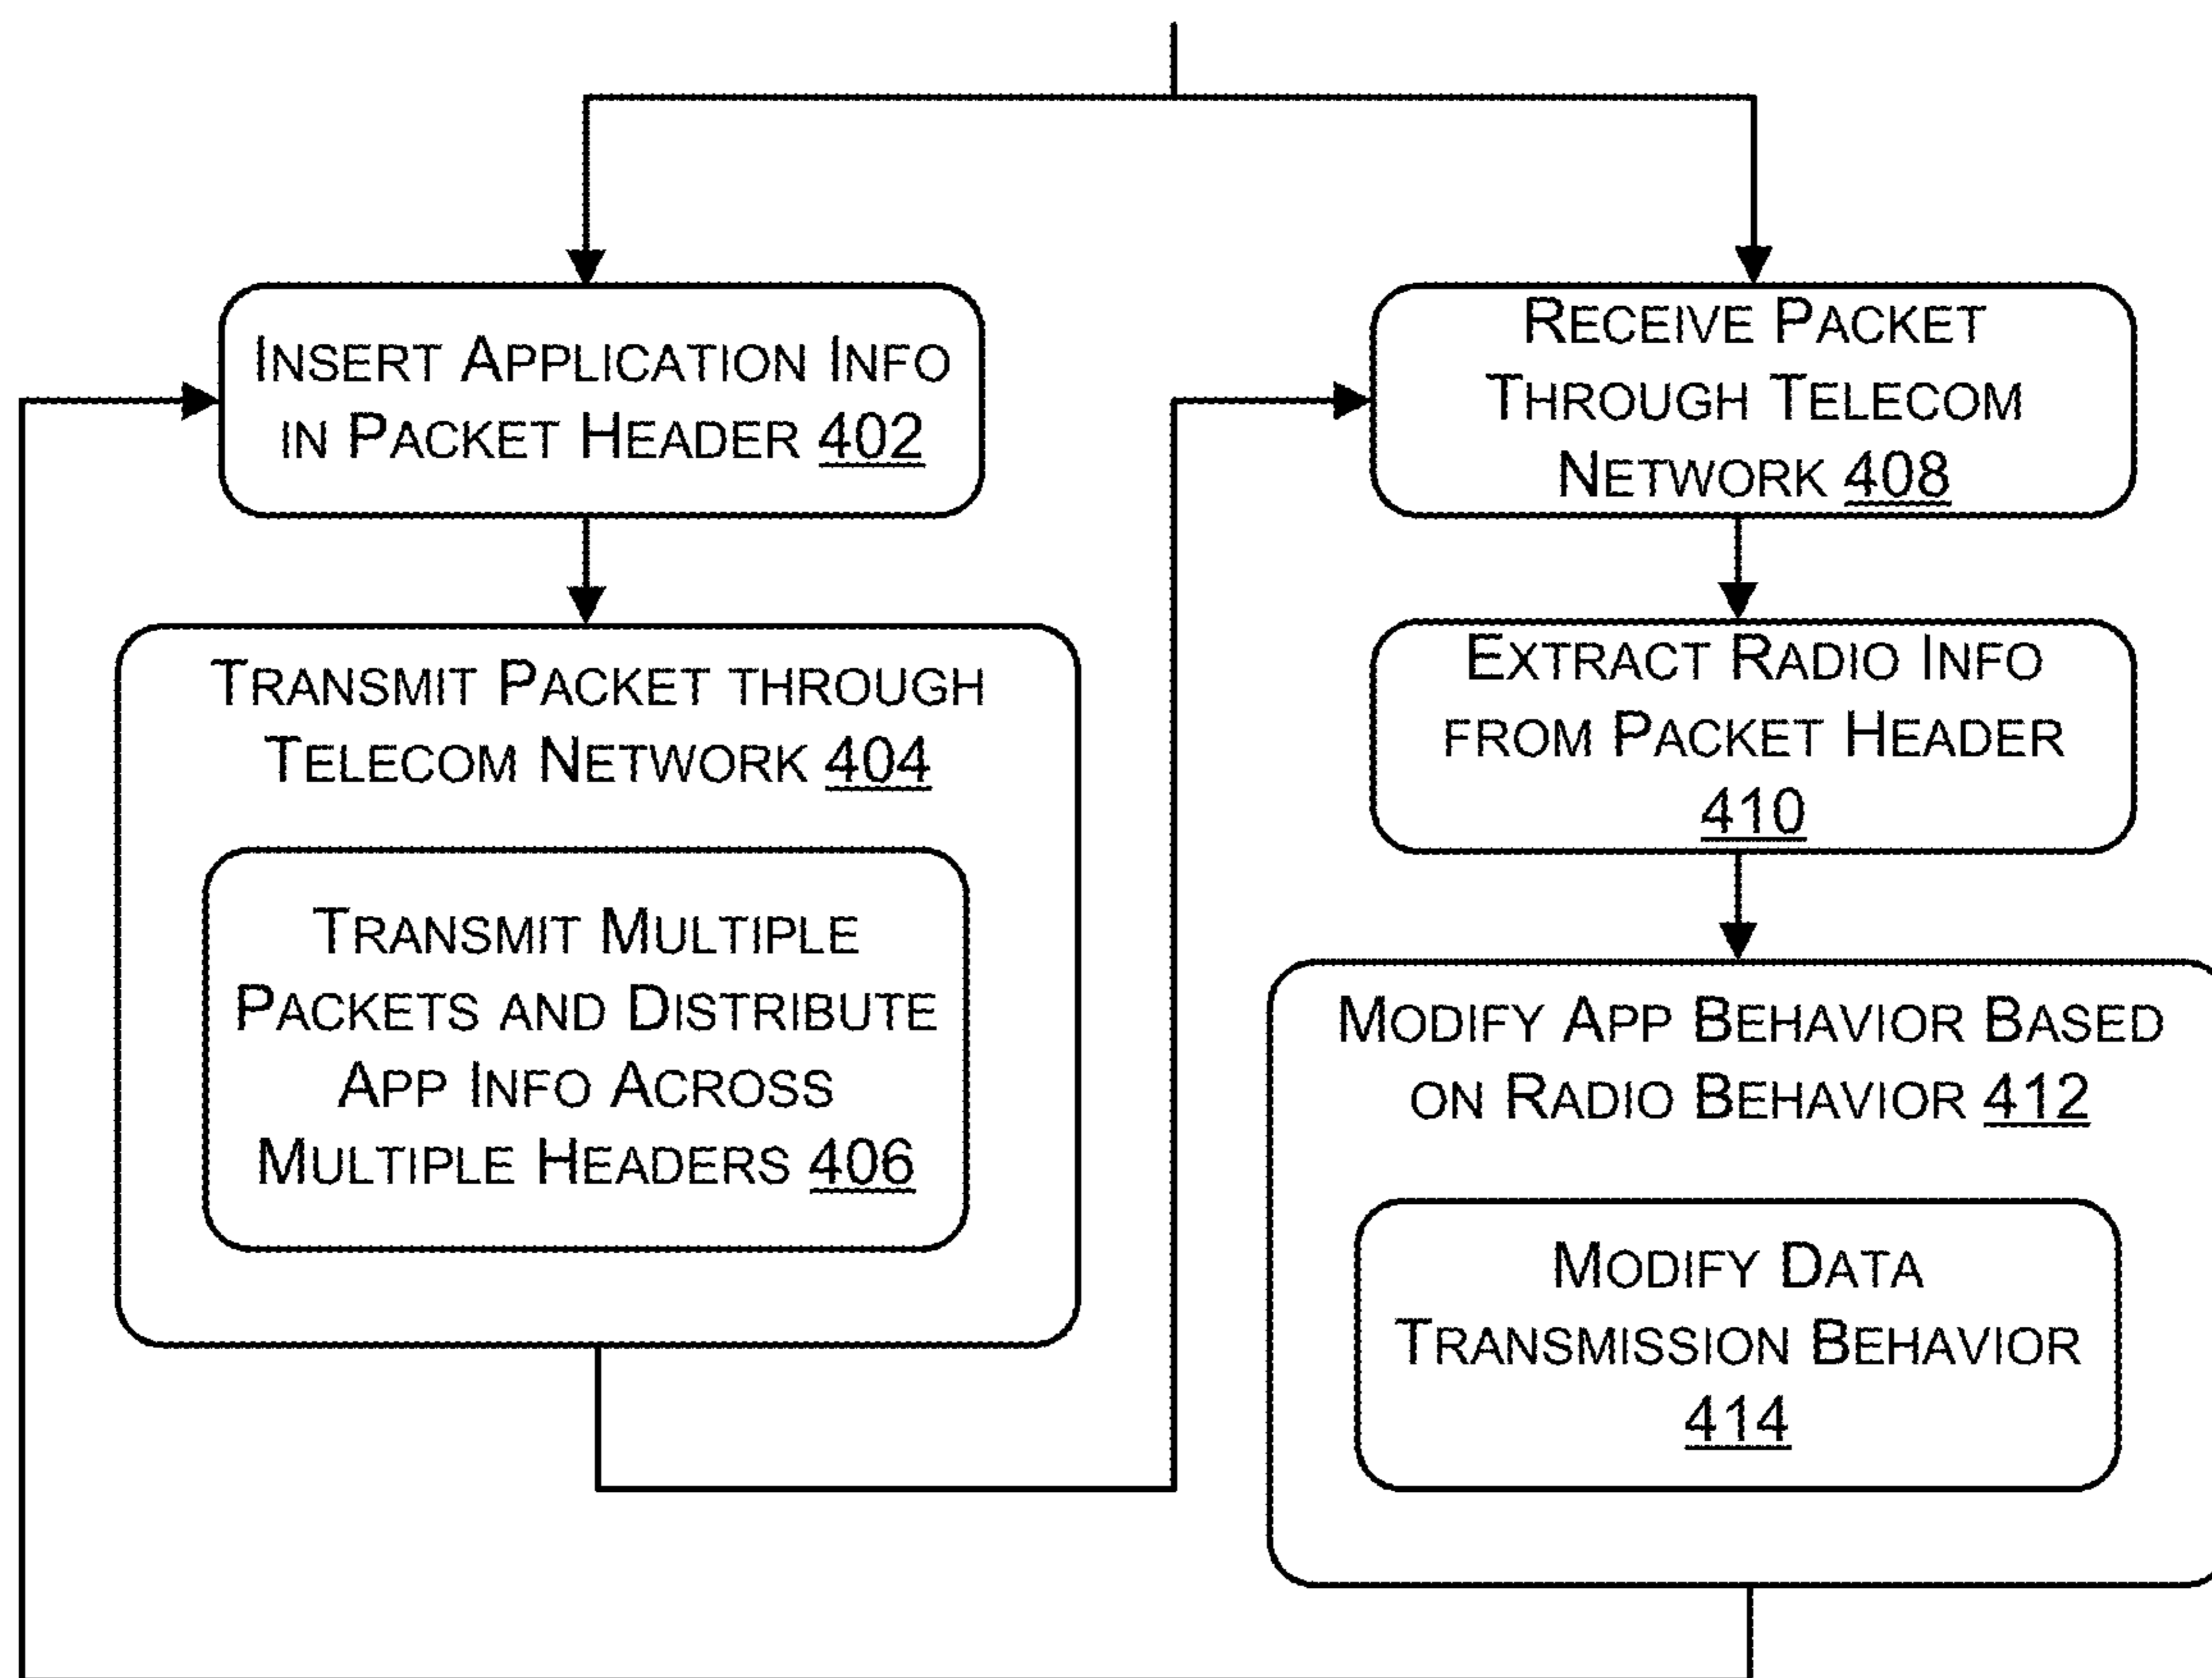 INSERT APPLICATION INFO
IN PACKET HEADER 402
TRANSMIT PACKET THROUGH
TELECOM NETWORK 404
TRANSMIT MULTIPLE
PACKETS AND DISTRIBUTE
APP INFO ACROSS
MULTIPLE HEADERS 406
RECEIVE PACKET
THROUGH TELECOM
NETWORK 408
EXTRACT RADIO INFO
FROM PACKET HEADER
410
MODIFY APP BEHAVIOR BASED
ON RADIO BEHAVIOR 412
MODIFY DATA
TRANSMISSION BEHAVIOR
414